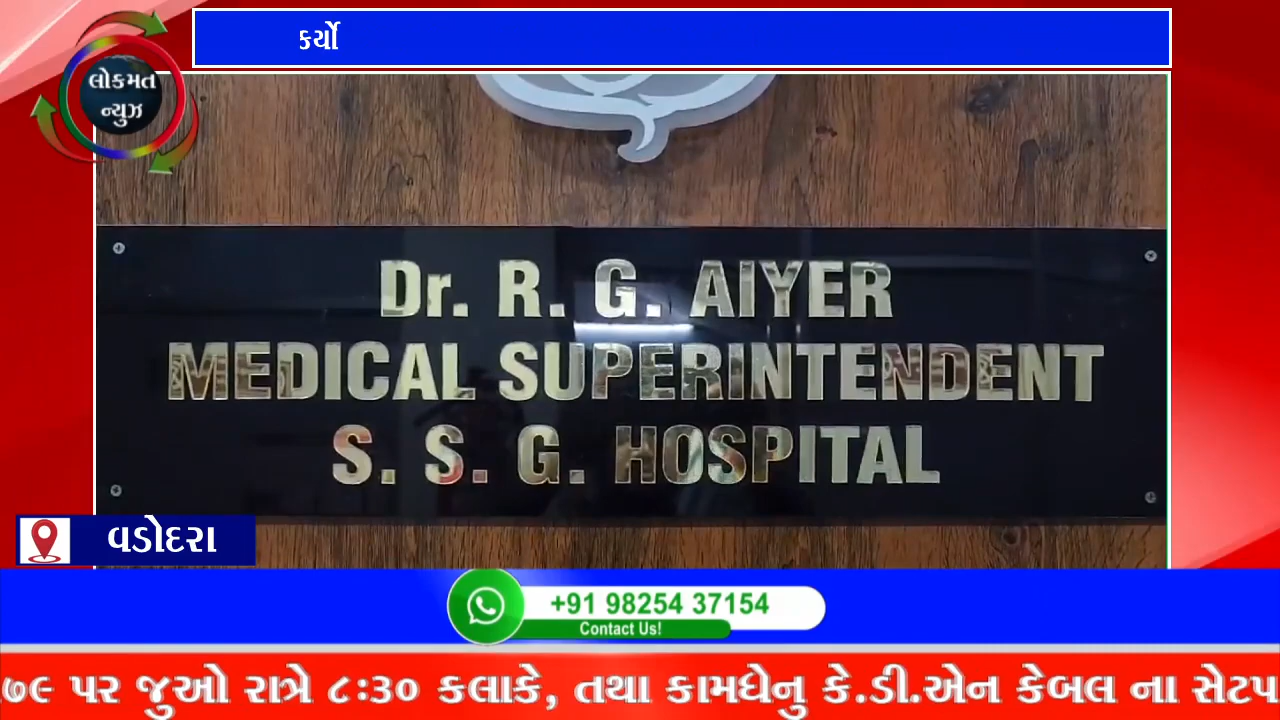 કર્યો
લોકમત
ન્યુઝ
Dr. R. G. AIYER
MEDICAL SUPERINTENDENT
S. S. G. HOSPITAL
વડોદરા
+91 98254 37154
Contact Us!
૭૯ પર જુઓ રાત્રે ૮:૩૦ કલાકે, તથા કામધેનુ કે.ડી.એન કેબલ ના સેટપ